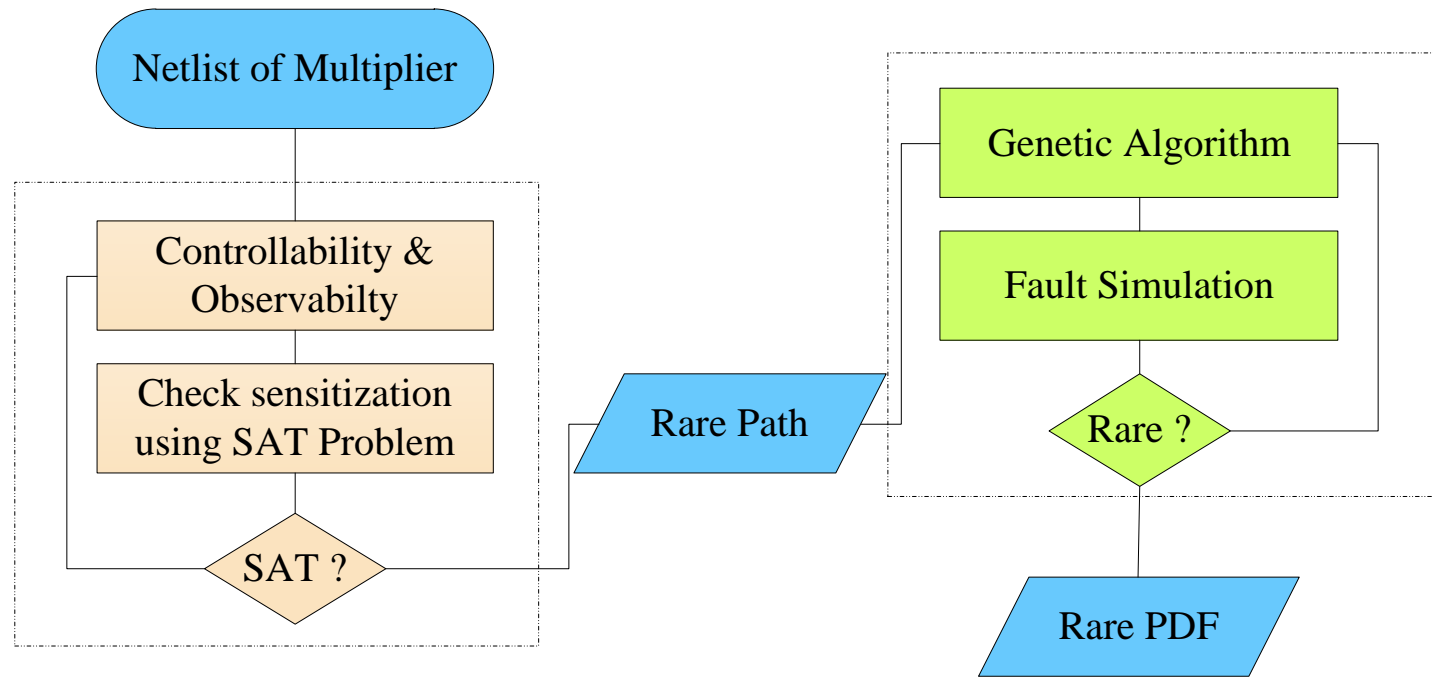 Netlist of Multiplier
Controllability &
Observabilty
Check sensitization
using SAT Problem
SAT ?
Rare Path
Genetic Algorithm
Fault Simulation
Rare ?
Rare PDF